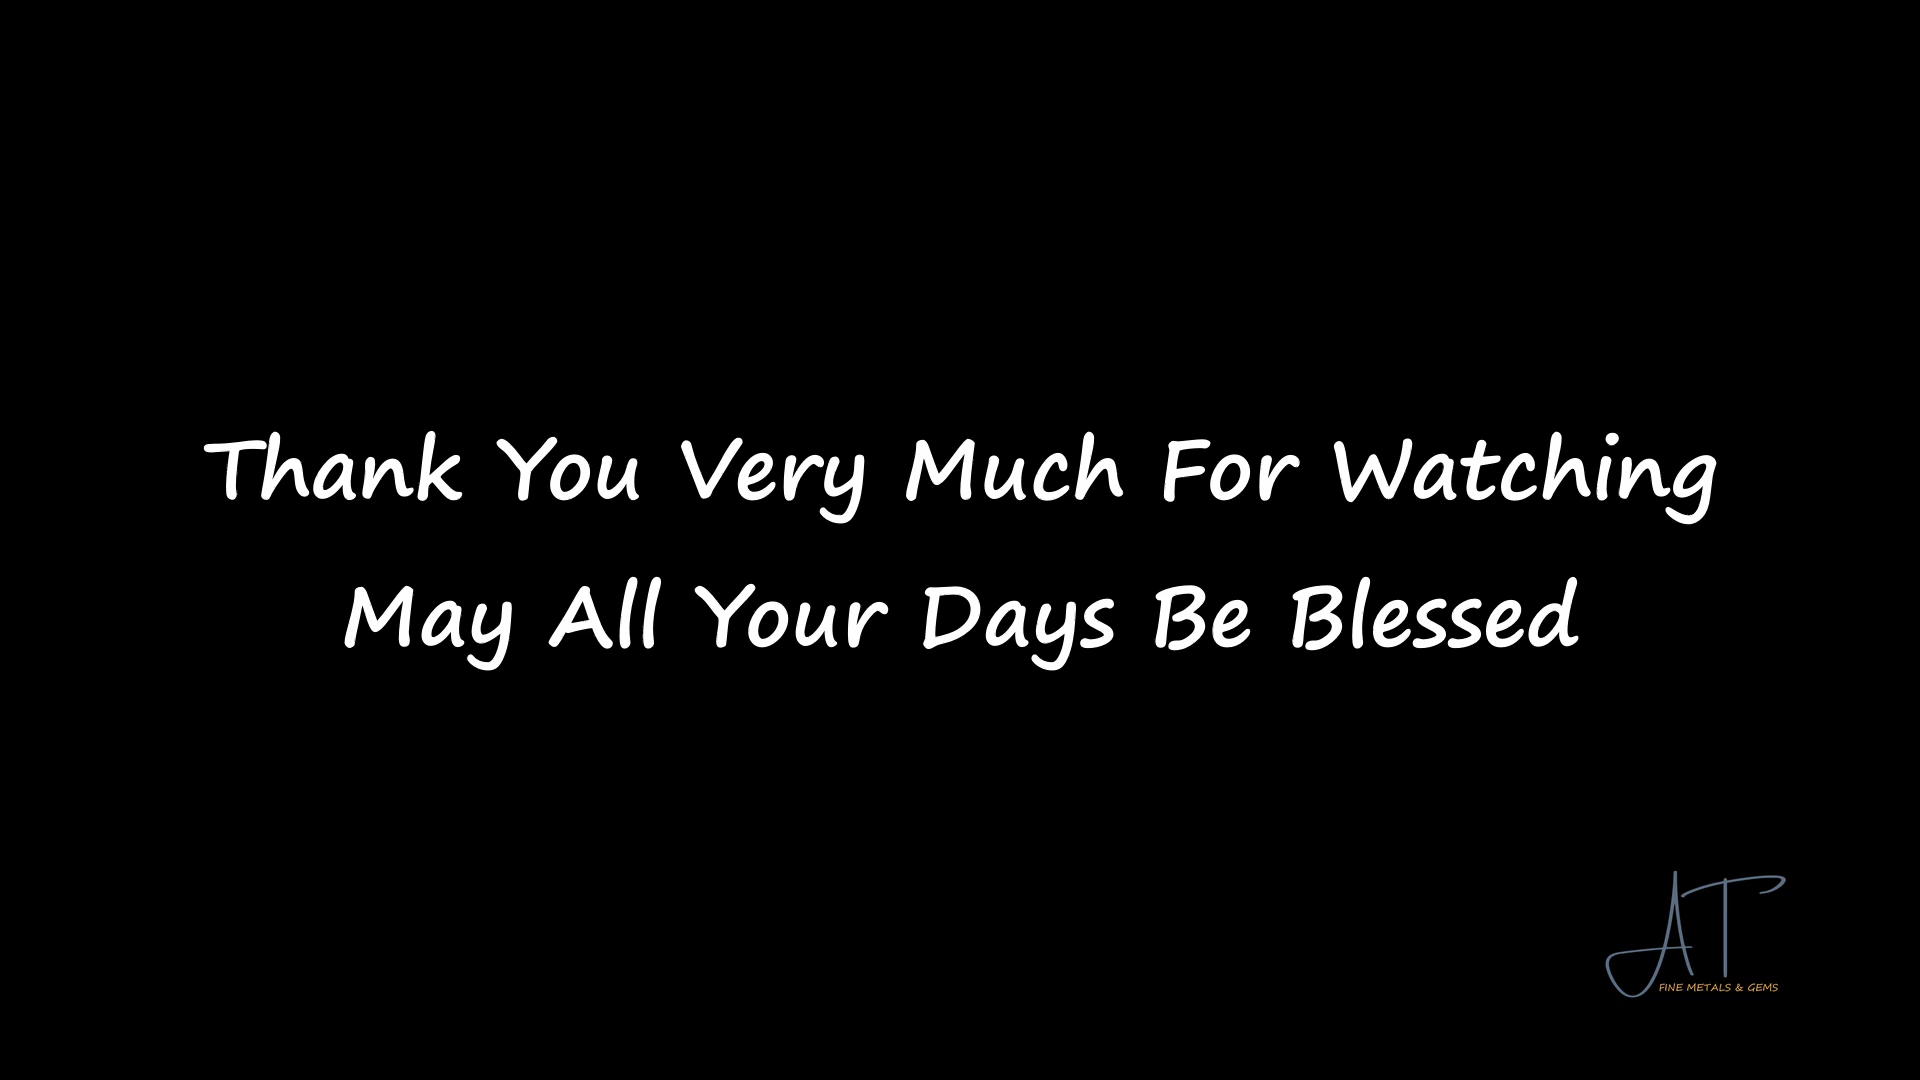 Thank You Very Much For Watching
May All Your Days Be Blessed
AT
FINE METALS & GEMS